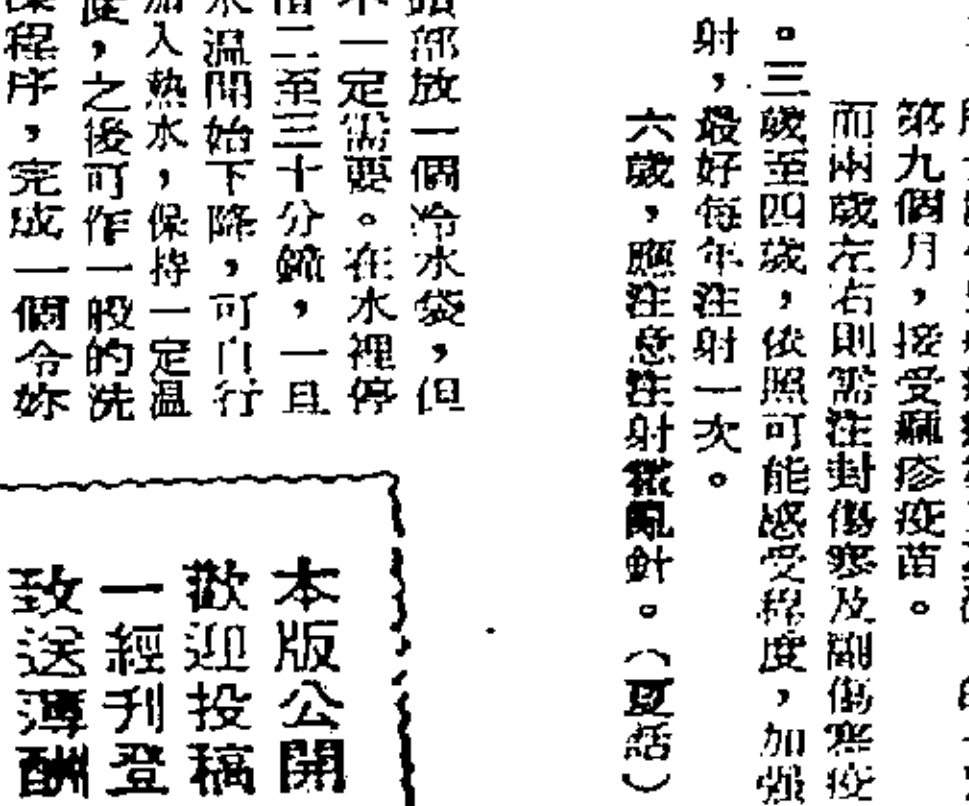 第九個月，接受痲疹疫苗。
而兩歲左右則需注封傷寒及副傷寒疫
。三歲至四歲，依照可能感受程度，加強
射，最好每年注射一次。
六歲，應注意注射霍亂針。（夏話）
部放一個冷水袋，但
不一定需要。在水裡停
二至三十分鐘，一且
水溫開始下降，可自行
加入熱水，保持一定溫
度，之後可作一般的洗
程序，完成一個令妳
本版公開
歡迎投稿
一經刊登
致送薄酬